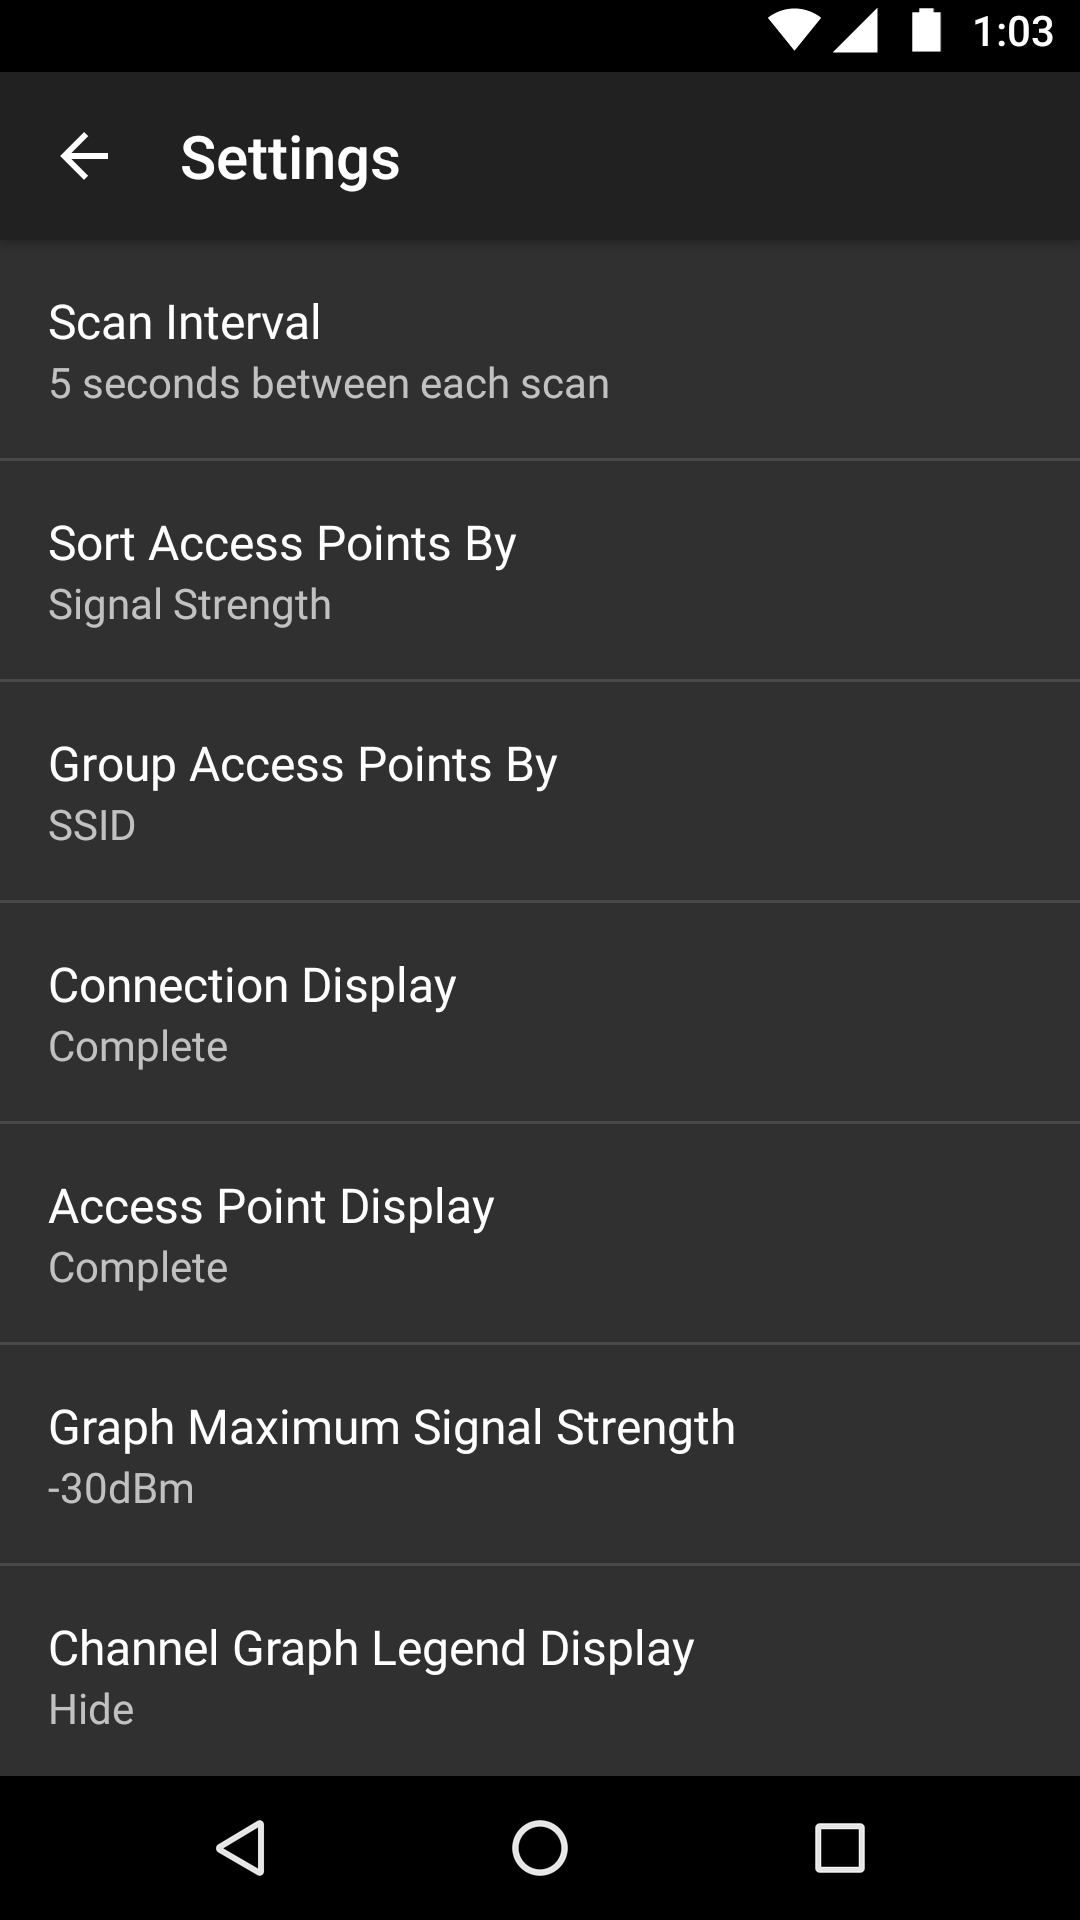 1:03
Settings
Scan Interval
5 seconds between each scan
Sort Access Points By
Signal Strength
Group Access Points By
SSID
Connection Display
Complete
Access Point Display
Complete
Graph Maximum Signal Strength
-30dBm
Channel Graph Legend Display
Hide